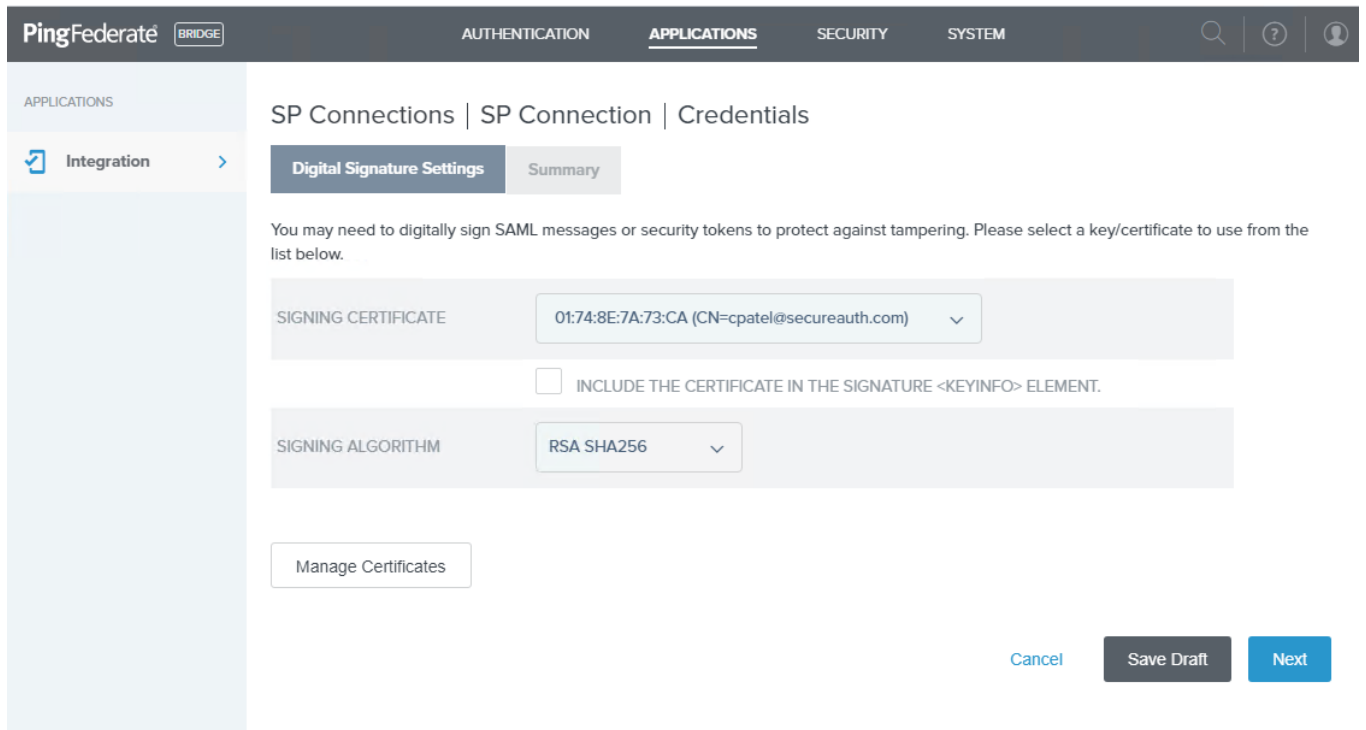 PingFederate BRIDGE AUTHENTICATION APPLICATIONS SECURITY SYSTEM ?
APPLICATIONS
Integration
SP Connections | SP Connection | Credentials
Digital Signature Settings Summary
You may need to digitally sign SAML messages or security tokens to protect against tampering. Please select a key/certificate to use from the
list below.
SIGNING CERTIFICATE 01:74:8E:7A:73:CA (CN=cpatel@secureauth.com)
INCLUDE THE CERTIFICATE IN THE SIGNATURE <KEYINFO> ELEMENT.
SIGNING ALGORITHM RSA SHA256
Manage Certificates
Cancel Save Draft Next